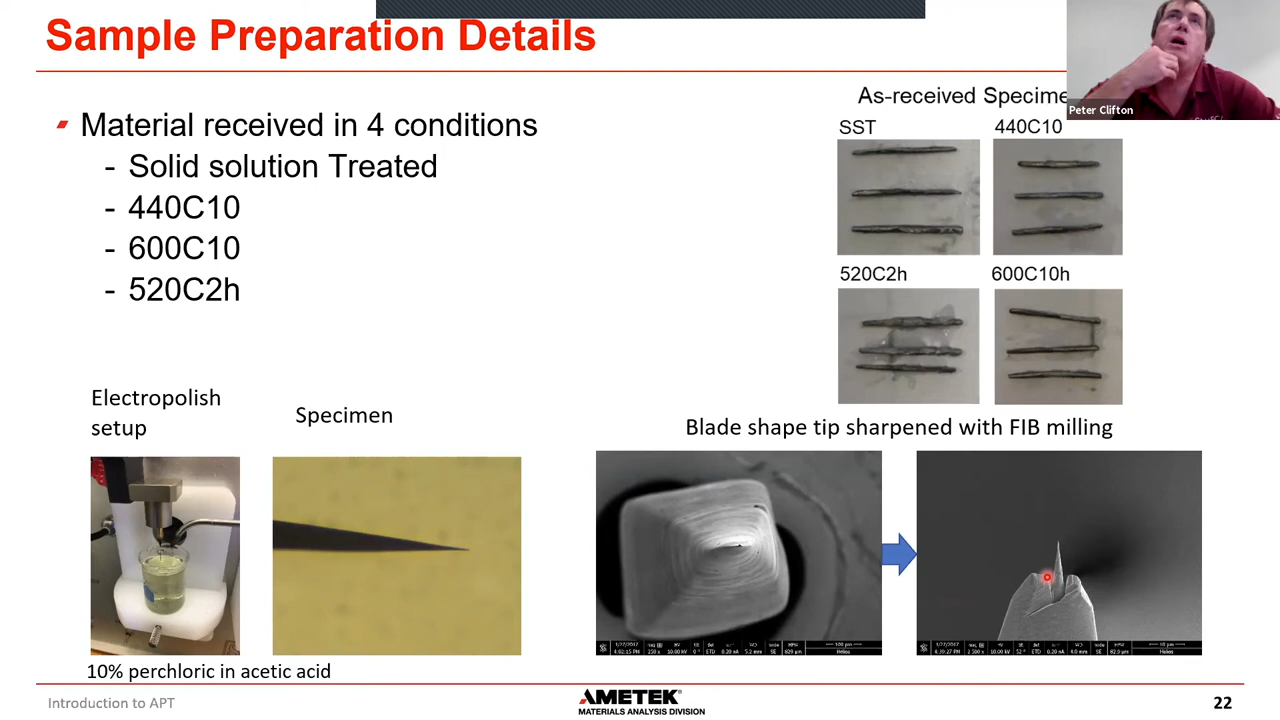 Sample Preparation Details
Peter Clifton
Material received in 4 conditions
- Solid solution Treated
- 440C10
- 600C10
- 520C2h
As-received Specime
SST
440C10
520C2h
600C10h
Electropolish
setup
Specimen
Blade shape tip sharpened with FIB milling
10% perchloric in acetic acid
Introduction to APT
AMETEK®
MATERIALS ANALYSIS DIVISION
22